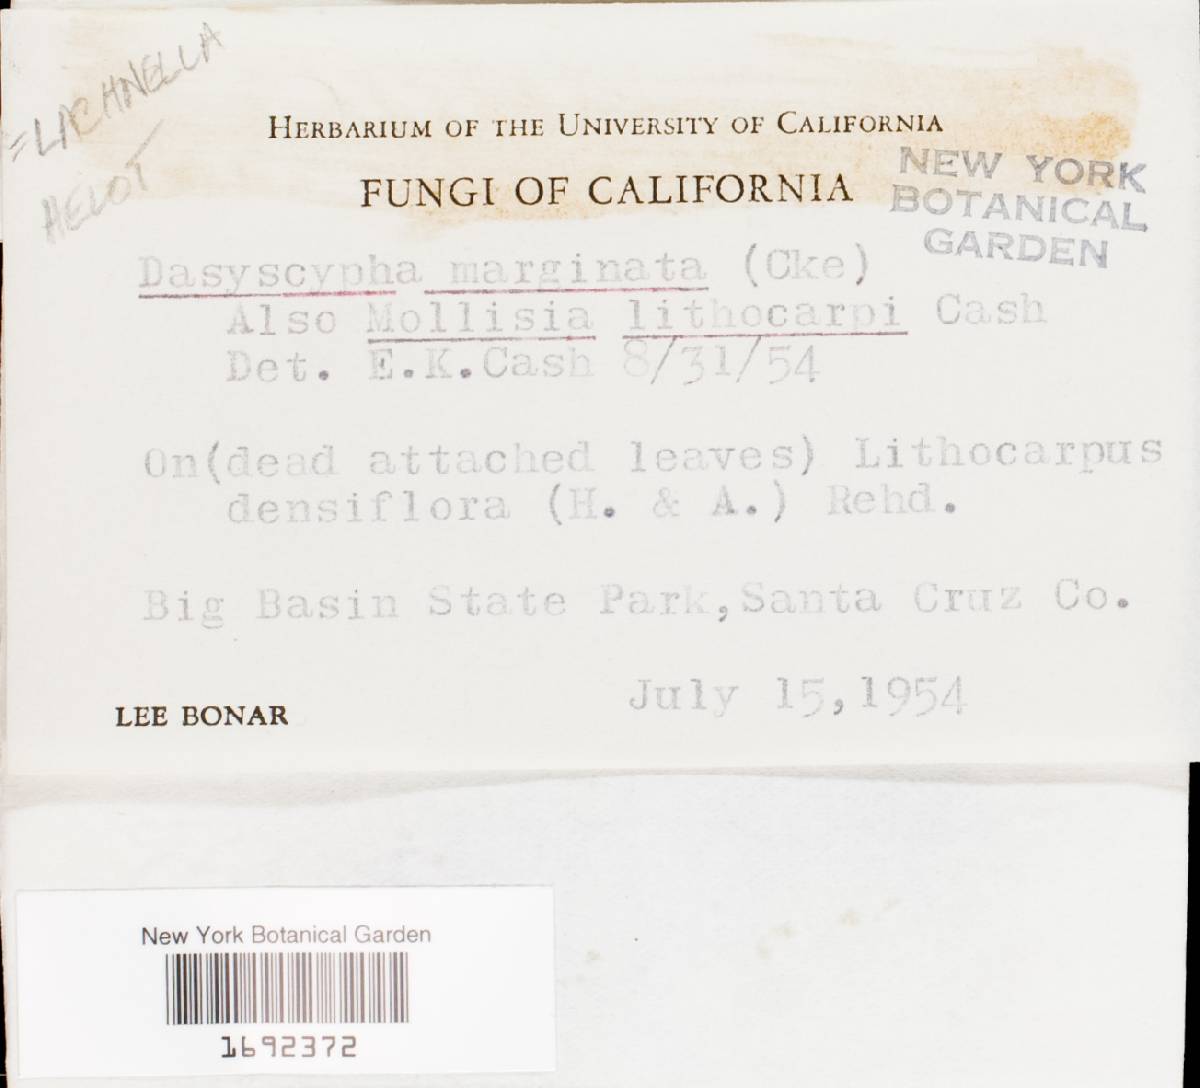 =LACHNELLA
HELOT
HERBARIUM OF THE UNIVERSITY OF CALIFORNIA
FUNGI OF CALIFORNIA
NEW YORK
BOTANICAL
GARDEN
Dasyscypha marginata (Cke)
Also Mollisia lithocarpi Cash
Det. E.K.Cash 8/31/54
On(dead attached leaves) Lithocarpus
densiflora (H. & A.) Rehd.
Big Basin State Park,Santa Cruz Co.
July 15,1954
LEE BONAR
New York Botanical Garden
1692372